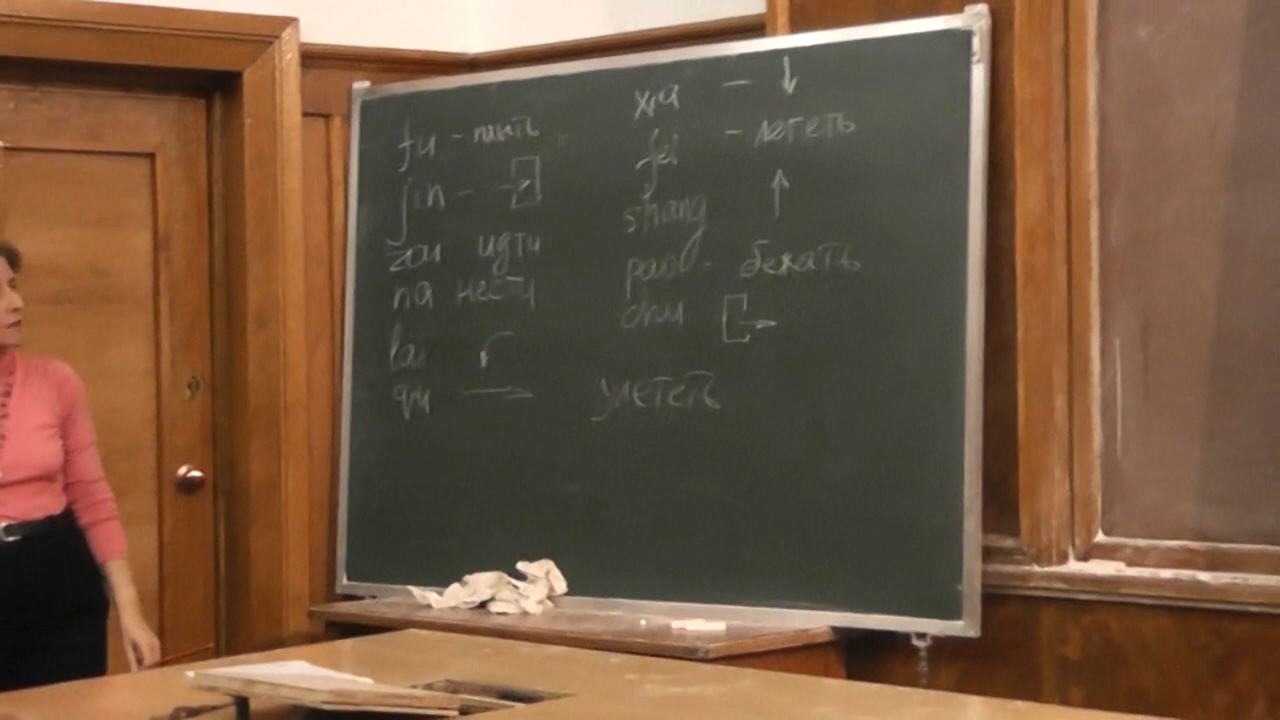 fu - плыть
jin -
zou идти
na нести
lai
qu
xia -
fei - лететь
shang
pao - бежать
chu
улететь